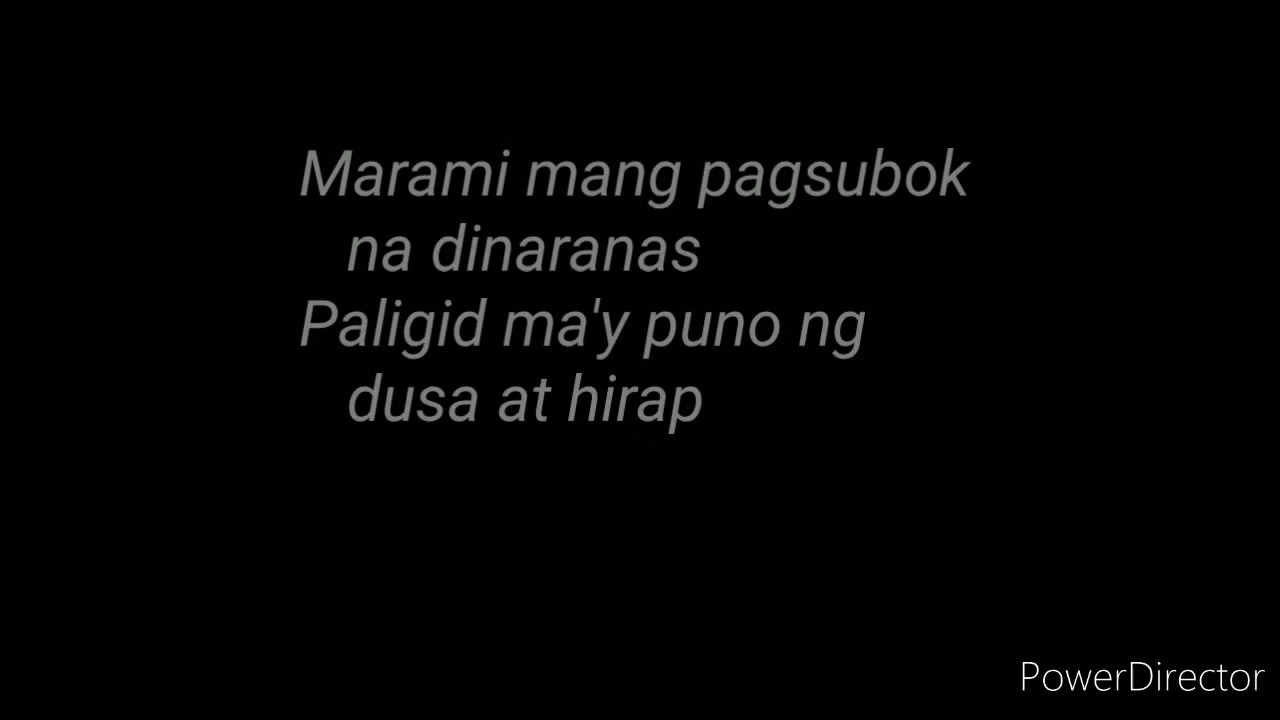 Marami mang pagsubok
na dinaranas
Paligid ma'y puno ng
dusa at hirap
PowerDirector